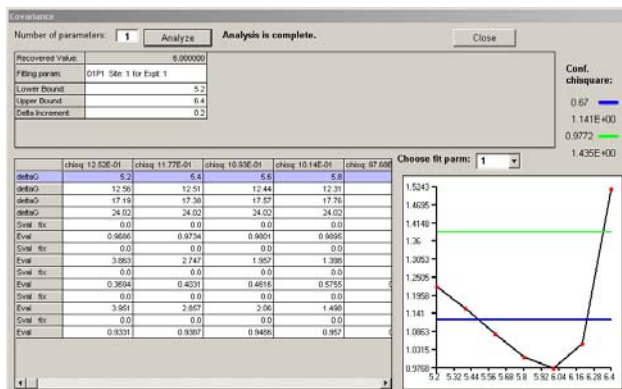 Covariance
Number of parameters: 1 Analyze Analysis is complete. Close
Recovered Value: 6.000000
Fitting param: D1P1 Site: 1 for Expt: 1
Lower Bound: 5.2
Upper Bound: 6.4
Delta Increment: 0.2
Conf.
chisquare:
0.67
1.141E+00
0.9772
1.435E+00
chisq: 12.52E-01 chisq: 11.77E-01 chisq: 10.93E-01 chisq: 10.14E-01 chisq: 97.68E
deltaG 5.2 5.4 5.6 5.8
deltaG 12.56 12.51 12.44 12.31
deltaG 17.19 17.38 17.57 17.76
deltaG 24.02 24.02 24.02 24.02
Sval fix 0.0 0.0 0.0 0.0
Eval 0.9734 0.9801 0.9895
Sval fix 0.0 0.0 0.0 0.0
Eval 3.863 2.747 1.957 1.398
Sval fix 0.0 0.0 0.0 0.0
Eval 0.3594 0.4031 0.4616 0.5755
Sval fix 0.0 0.0 0.0 0.0
Eval 3.951 2.857 2.06 1.498
Sval fix 0.0 0.0 0.0 0.0
Eval 0.9331 0.9387 0.9486 0.957
Choose fit parm: 1
1.5243
1.4695
1.4148
1.36
1.3053
1.2505
1.1958
1.141
1.0863
1.0315
0.9768
5.2 5.32 5.44 5.56 5.68 5.8 5.92 6.04 6.16 6.28 6.4